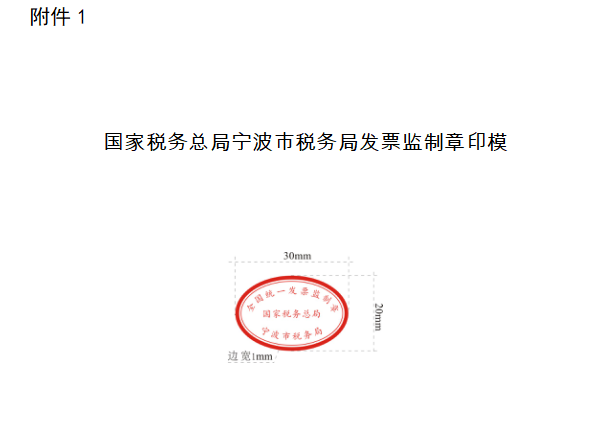 附件 1
国家税务总局宁波市税务局发票监制章印模
30mm
全国统一发票监制章
国家税务总局
宁波市税务局
20mm
边宽1mm